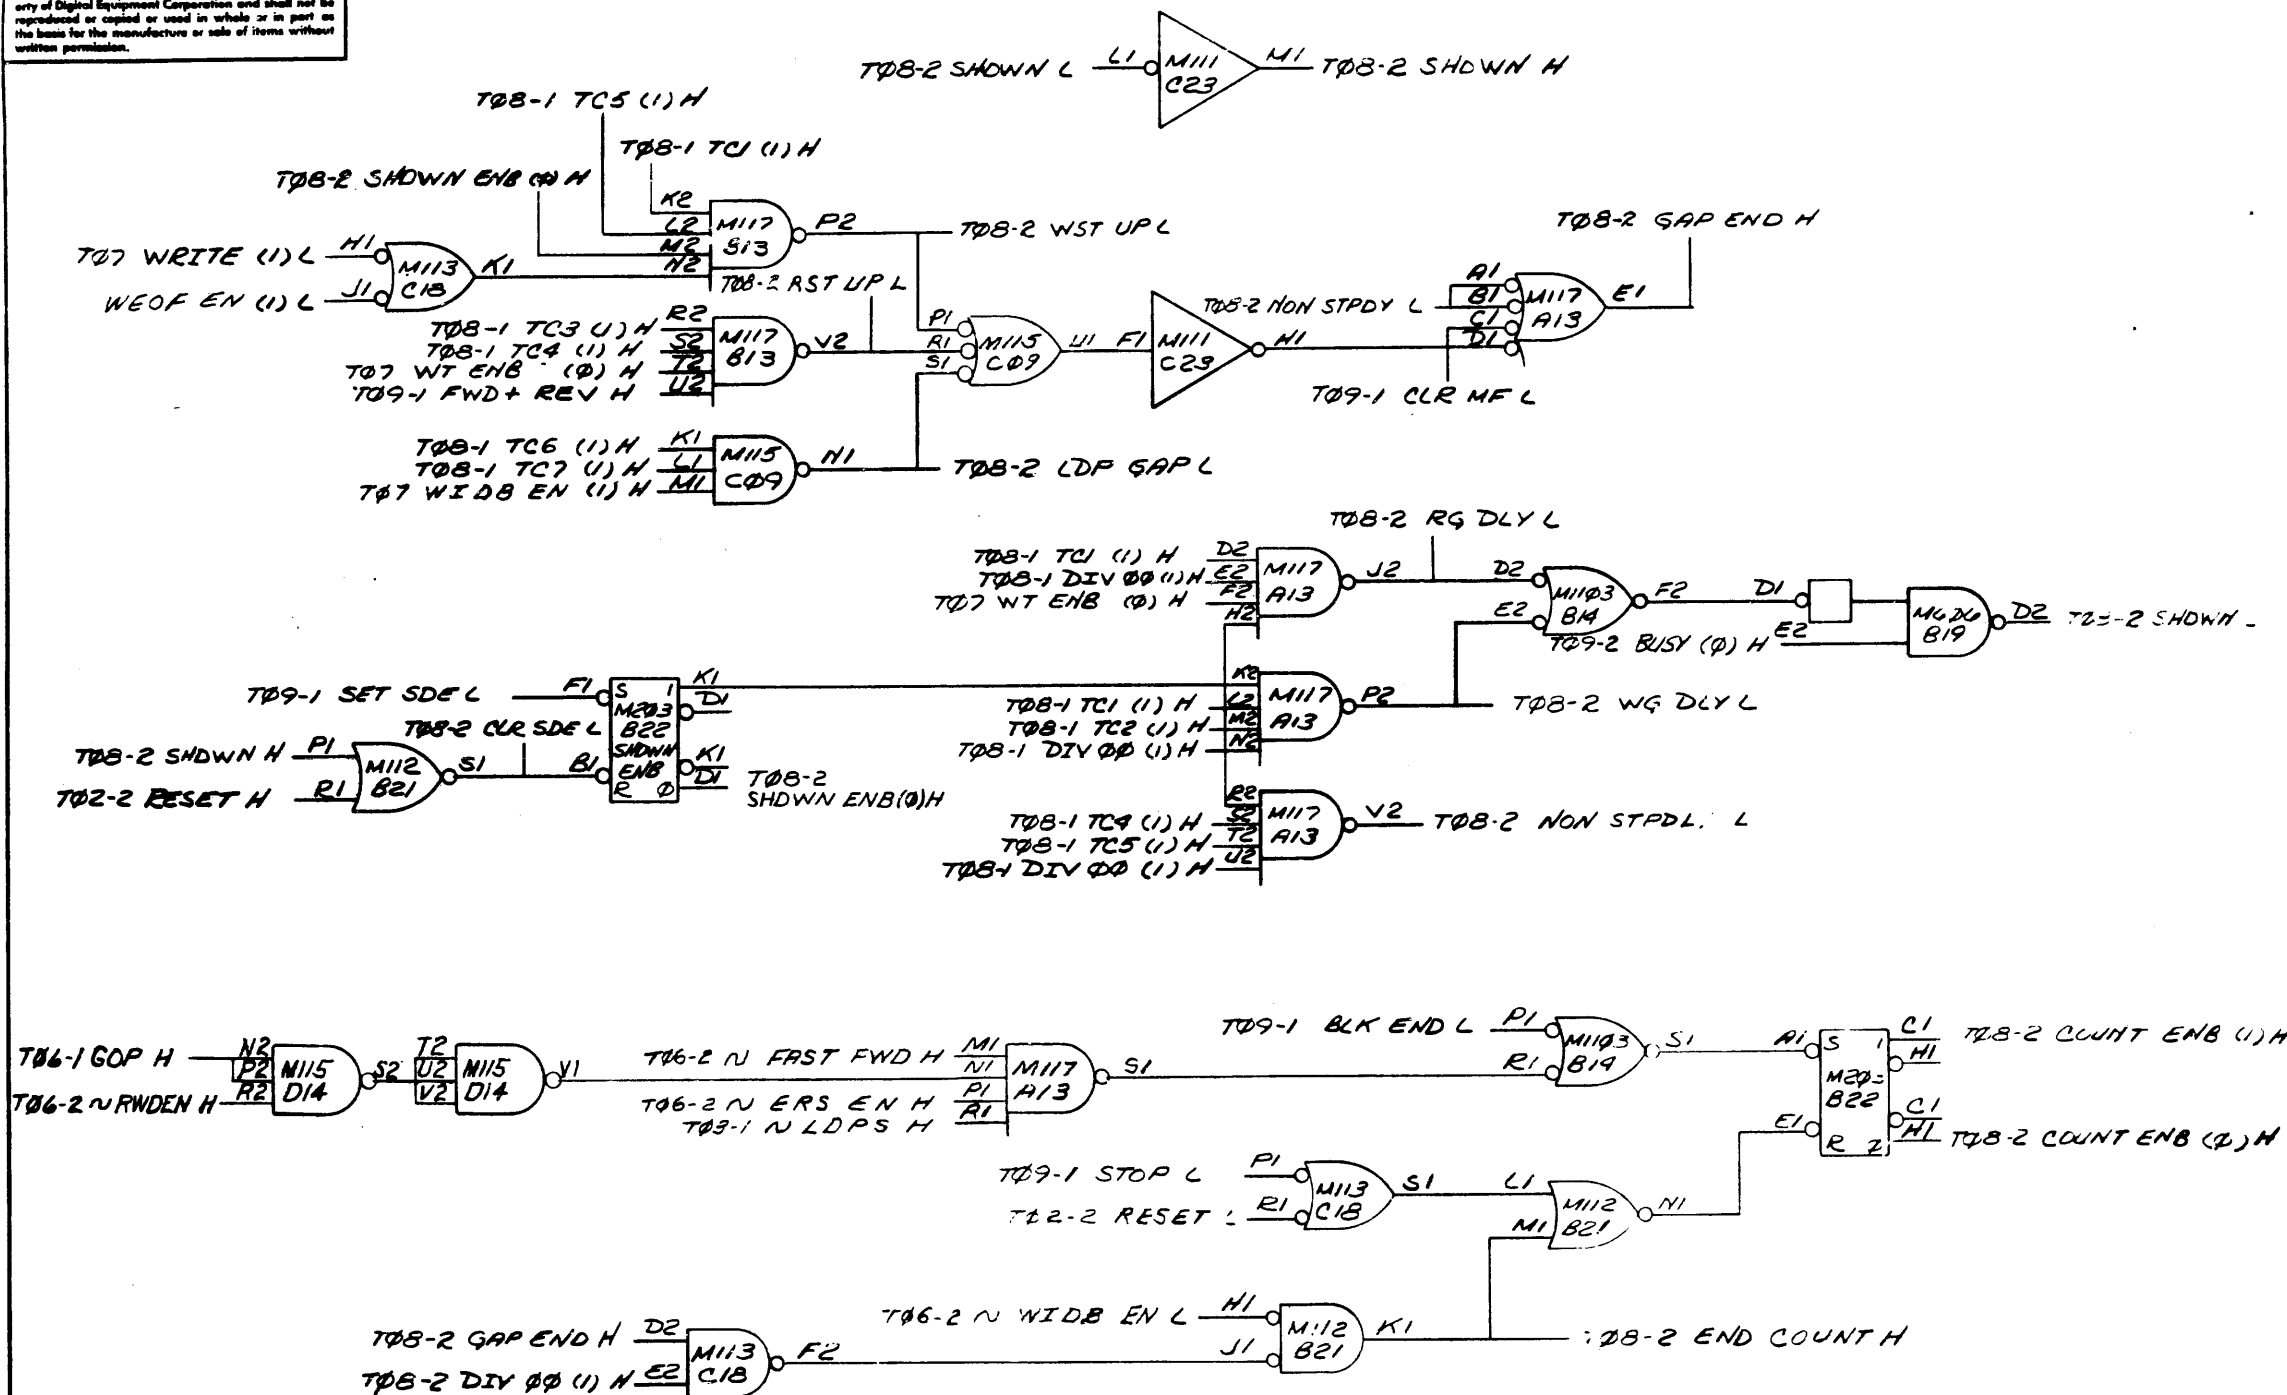 erty of Digital Equipment Corporation and shall not be
reproduced or copied or used in whole or in part as
the basis for the manufacture or sale of items without
written permission.
TØ8-2 SHDWN L L1 M111 C23 M1 TØ8-2 SHDWN H
TØ8-1 TC5 (1) H
TØ8-1 TC1 (1) H
TØ8-2 SHDWN ENB (Ø) H
K2
L2
M2
N2
M117
S13
P2
TØ8-2 WST UP L
TØ7 WRITE (1) L H1
WEOF EN (1) L J1
M113
C18
K1
TØ8-2 RST UP L
TØ8-1 TC3 (1) H R2
TØ8-1 TC4 (1) H S2
TØ7 WT ENB (Ø) H T2
TØ9-1 FWD + REV H U2
M117
B13
V2
P1
R1
S1
M115
CØ9
U1
F1
M111
C23
H1
TØ8-2 GAP END H
TØ8-2 NON STPDY L
A1
B1
C1
D1
M117
A13
E1
TØ9-1 CLR MF L
TØ8-1 TC6 (1) H K1
TØ8-1 TC7 (1) H L1
TØ7 WIDB EN (1) H M1
M115
CØ9
N1
TØ8-2 LDP GAP L
TØ8-2 RG DLY L
TØ8-1 TC1 (1) H D2
TØ8-1 DIV ØØ (1) H E2
TØ7 WT ENB (Ø) H F2
H2
M117
A13
J2
D2
E2
M11Ø3
B14
F2
D1
TØ9-2 BUSY (Ø) H E2
M6Ø6
B19
D2
-2 SHDWN
TØ9-1 SET SDE L F1
TØ8-2 CLR SDE L
TØ8-2 SHDWN H P1
TØ2-2 RESET H R1
M112
B21
S1
B1
S 1
M2Ø3
B22
SHDWN
ENB
R Ø
K1
D1
K1
D1
TØ8-2
SHDWN ENB(Ø)H
K2
TØ8-1 TC1 (1) H L2
TØ8-1 TC2 (1) H M2
TØ8-1 DIV ØØ (1) H N2
M117
A13
P2
TØ8-2 WG DLY L
R2
TØ8-1 TC4 (1) H S2
TØ8-1 TC5 (1) H T2
TØ8-1 DIV ØØ (1) H U2
M117
A13
V2
TØ8-2 NON STPDL. L
TØ6-1 GOP H N2
P2
TØ6-2 ~ RWDEN H R2
M115
D14
S2
T2
U2
V2
M115
D14
V1
TØ6-2 ~ FAST FWD H M1
N1
TØ6-2 ~ ERS EN H P1
~ LDPS H R1
M117
A13
S1
TØ9-1 BLK END L P1
R1
M11Ø3
B14
S1
A1
S 1
B22
R
E1
C1
H1
C1
H1
TØ8-2 COUNT ENB (1) H
TØ8-2 COUNT ENB (Ø) H
TØ9-1 STOP L P1
-2 RESET R1
M113
C18
S1
L1
M1
M112
B21
N1
TØ6-2 ~ WIDB EN L H1
J1
M112
B21
K1
Ø8-2 END COUNT H
TØ8-2 GAP END H D2
TØ8-2 DIV ØØ (1) H E2
M113
C18
F2